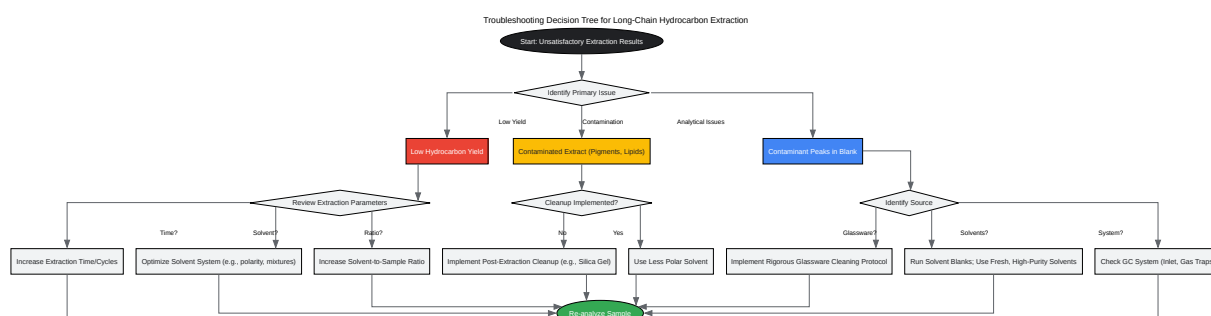 Troubleshooting Decision Tree for Long-Chain Hydrocarbon Extraction
Start: Unsatisfactory Extraction Results
Identify Primary Issue
Low Yield
Contamination
Analytical Issues
Low Hydrocarbon Yield
Contaminated Extract (Pigments, Lipids)
Contaminant Peaks in Blank
Review Extraction Parameters
Cleanup Implemented?
Identify Source
Time?
Solvent?
Ratio?
No
Yes
Glassware?
Solvents?
System?
Increase Extraction Time/Cycles
Optimize Solvent System (e.g., polarity, mixtures)
Increase Solvent-to-Sample Ratio
Implement Post-Extraction Cleanup (e.g., Silica Gel)
Use Less Polar Solvent
Implement Rigorous Glassware Cleaning Protocol
Run Solvent Blanks; Use Fresh, High-Purity Solvents
Check GC System (Inlet, Gas Traps
Re-analyze Sample